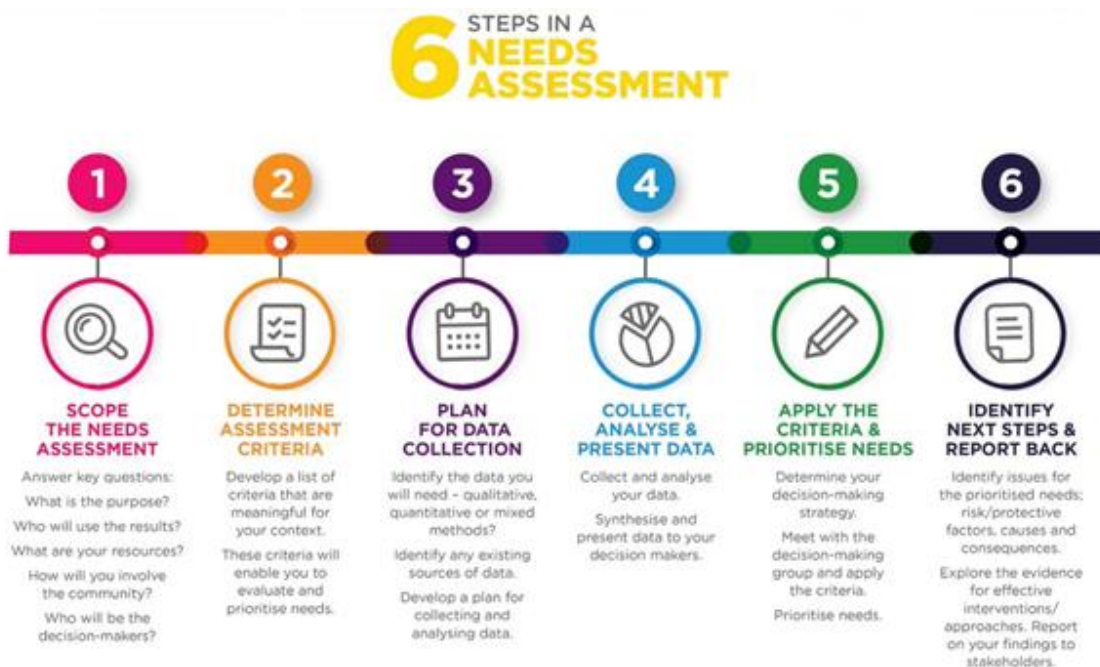 6
STEPS IN A
NEEDS
ASSESSMENT
1
SCOPE
THE NEEDS
ASSESSMENT
Answer key questions:
What is the purpose?
Who will use the results?
What are your resources?
How will you involve
the community?
Who will be the
decision-makers?
2
DETERMINE
ASSESSMENT
CRITERIA
Develop a list of
criteria that are
meaningful for
your context.
These criteria will
enable you to
evaluate and
prioritise needs.
3
PLAN
FOR DATA
COLLECTION
Identify the data you
will need – qualitative,
quantitative or mixed
methods?
Identify any existing
sources of data.
Develop a plan for
collecting and
analysing data.
4
COLLECT,
ANALYSE &
PRESENT DATA
Collect and analyse
your data.
Synthesise and
present data to your
decision makers.
5
APPLY THE
CRITERIA &
PRIORITISE NEEDS
Determine your
decision-making
strategy.
Meet with the
decision-making
group and apply
the criteria.
Prioritise needs.
6
IDENTIFY
NEXT STEPS &
REPORT BACK
Identify issues for
the prioritised needs;
risk/protective
factors, causes and
consequences.
Explore the evidence
for effective
interventions/
approaches. Report
on your findings to
stakeholders.